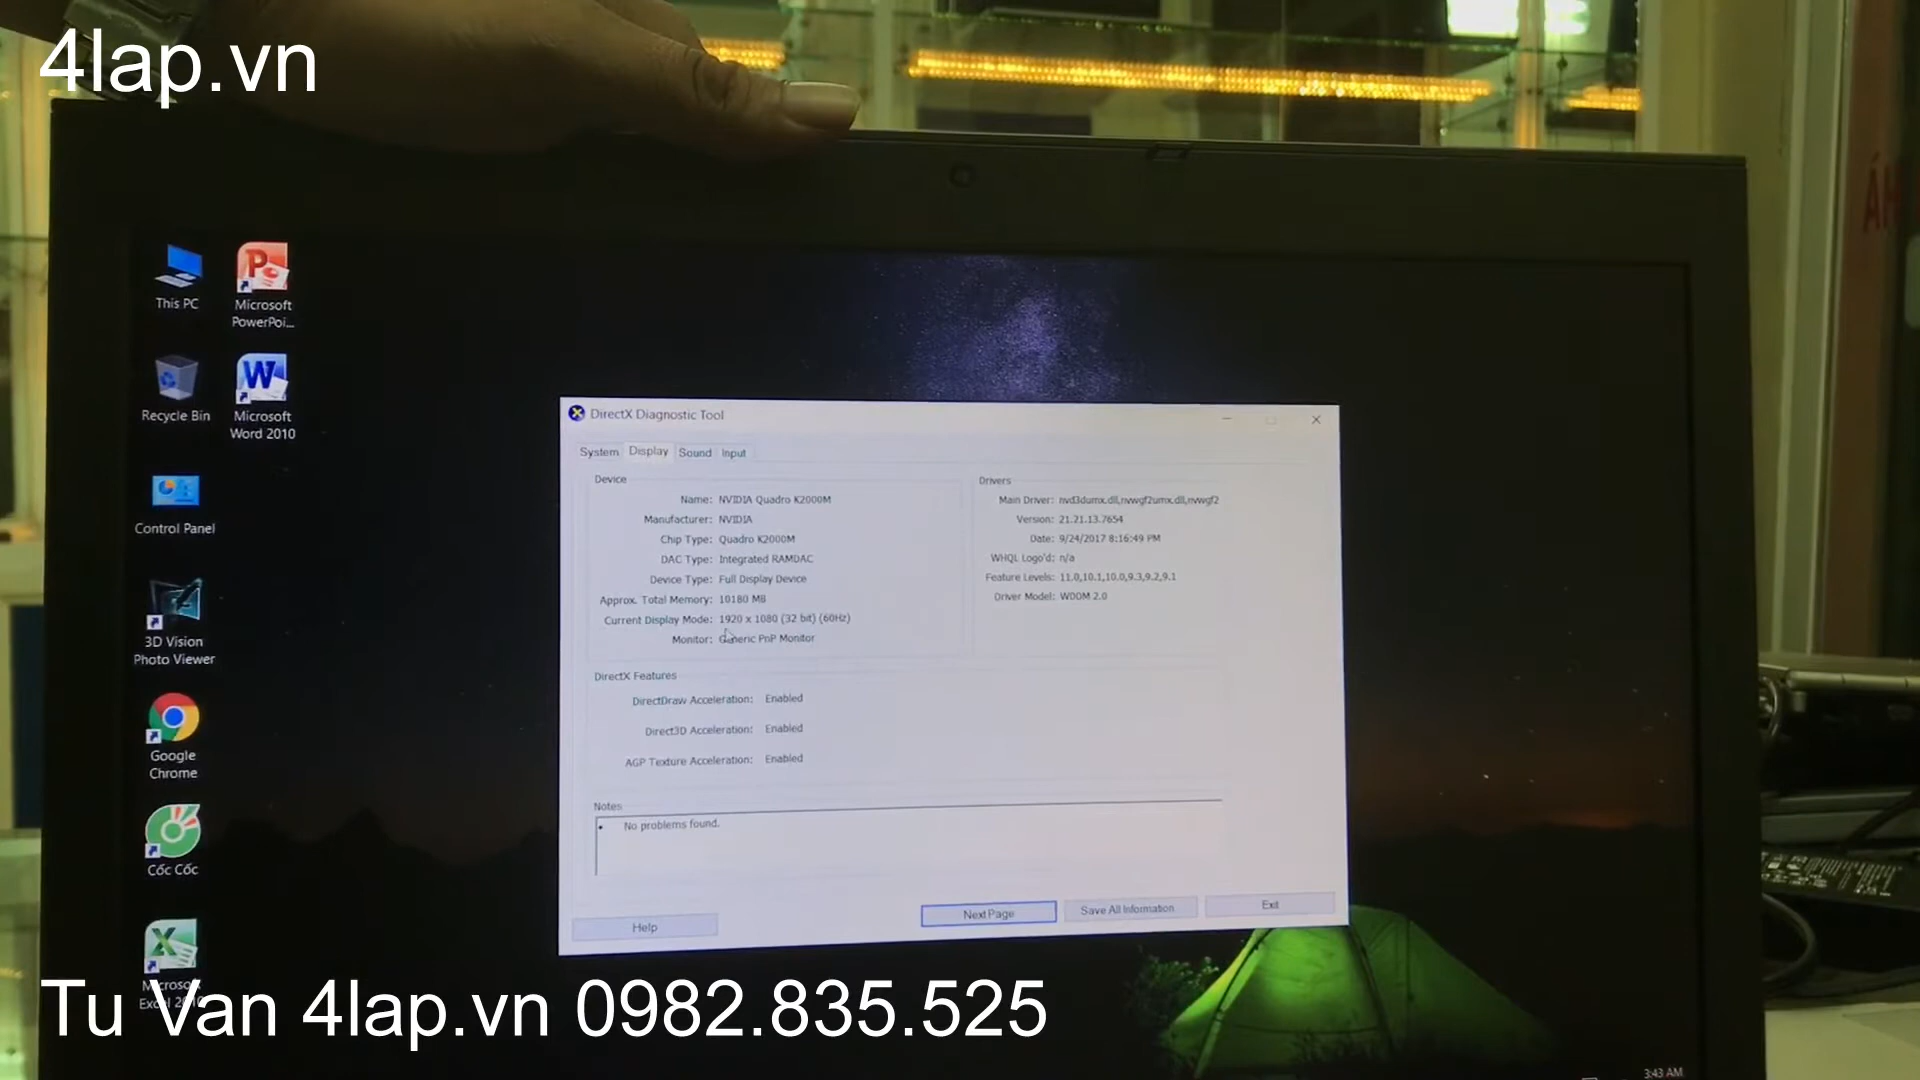 4lap.vn
ÁH
This PC
Microsoft
PowerPoi...
Recycle Bin
Microsoft
Word 2010
Control Panel
3D Vision
Photo Viewer
Google
Chrome
Cốc Cốc
Microsoft
Excel 2010
DirectX Diagnostic Tool
System Display Sound Input
Device
Name: NVIDIA Quadro K2000M
Manufacturer: NVIDIA
Chip Type: Quadro K2000M
DAC Type: Integrated RAMDAC
Device Type: Full Display Device
Approx. Total Memory: 10180 MB
Current Display Mode: 1920 x 1080 (32 bit) (60Hz)
Monitor: Generic PnP Monitor
Drivers
Main Driver: nvd3dumx.dll,nvwgf2umx.dll,nvwgf2
Version: 21.21.13.7654
Date: 9/24/2017 8:16:49 PM
WHQL Logo'd: n/a
Feature Levels: 11.0,10.1,10.0,9.3,9.2,9.1
Driver Model: WDDM 2.0
DirectX Features
DirectDraw Acceleration: Enabled
Direct3D Acceleration: Enabled
AGP Texture Acceleration: Enabled
Notes
No problems found.
Help
Next Page
Save All Information
Exit
Tu Van 4lap.vn 0982.835.525
3:43 AM